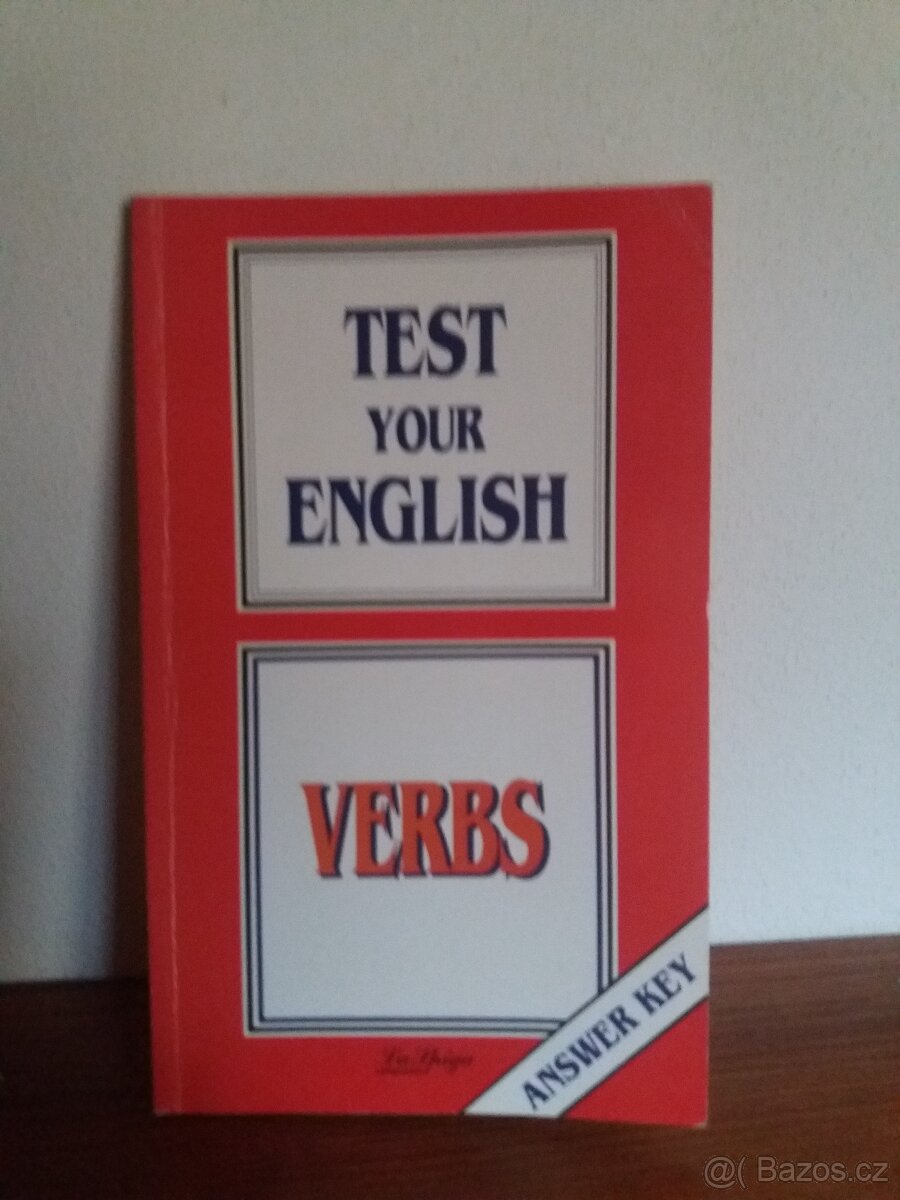 TEST
YOUR
ENGLISH
VERBS
ANSWER KEY
@( Bazos.cz